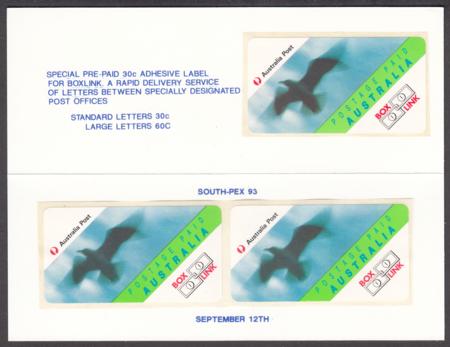 SPECIAL PRE-PAID 30c ADHESIVE LABEL
FOR BOXLINK. A RAPID DELIVERY SERVICE
OF LETTERS BETWEEN SPECIALLY DESIGNATED
POST OFFICES
STANDARD LETTERS 30c
LARGE LETTERS 60C
Australia Post
POSTAGE PAID
AUSTRALIA
BOX
LINK
SOUTH-PEX 93
Australia Post
POSTAGE PAID
AUSTRALIA
BOX
LINK
Australia Post
POSTAGE PAID
AUSTRALIA
BOX
LINK
SEPTEMBER 12TH